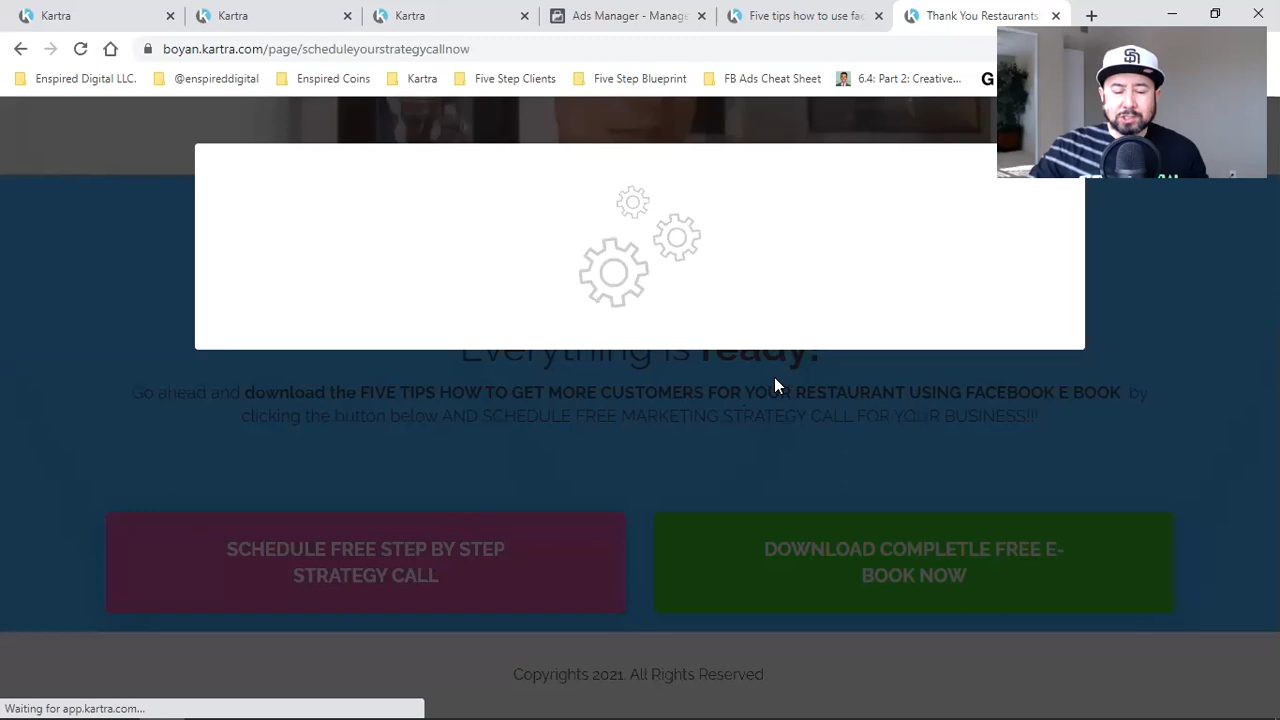 Kartra
Kartra
Kartra
Ads Manager - Manage
Five tips how to use fac
Thank You Restaurants
boyan.kartra.com/page/scheduleyourstrategycallnow
Enspired Digital LLC.
@enspireddigital
Enspired Coins
Kartra
Five Step Clients
Five Step Blueprint
FB Ads Cheat Sheet
6.4: Part 2: Creative...
G
Everything is ready!
Go ahead and download the FIVE TIPS HOW TO GET MORE CUSTOMERS FOR YOUR RESTAURANT USING FACEBOOK E BOOK by
clicking the button below AND SCHEDULE FREE MARKETING STRATEGY CALL FOR YOUR BUSINESS!!!
SCHEDULE FREE STEP BY STEP
STRATEGY CALL
DOWNLOAD COMPLETLE FREE E-
BOOK NOW
Copyrights 2021. All Rights Reserved
Waiting for app.kartra.com...